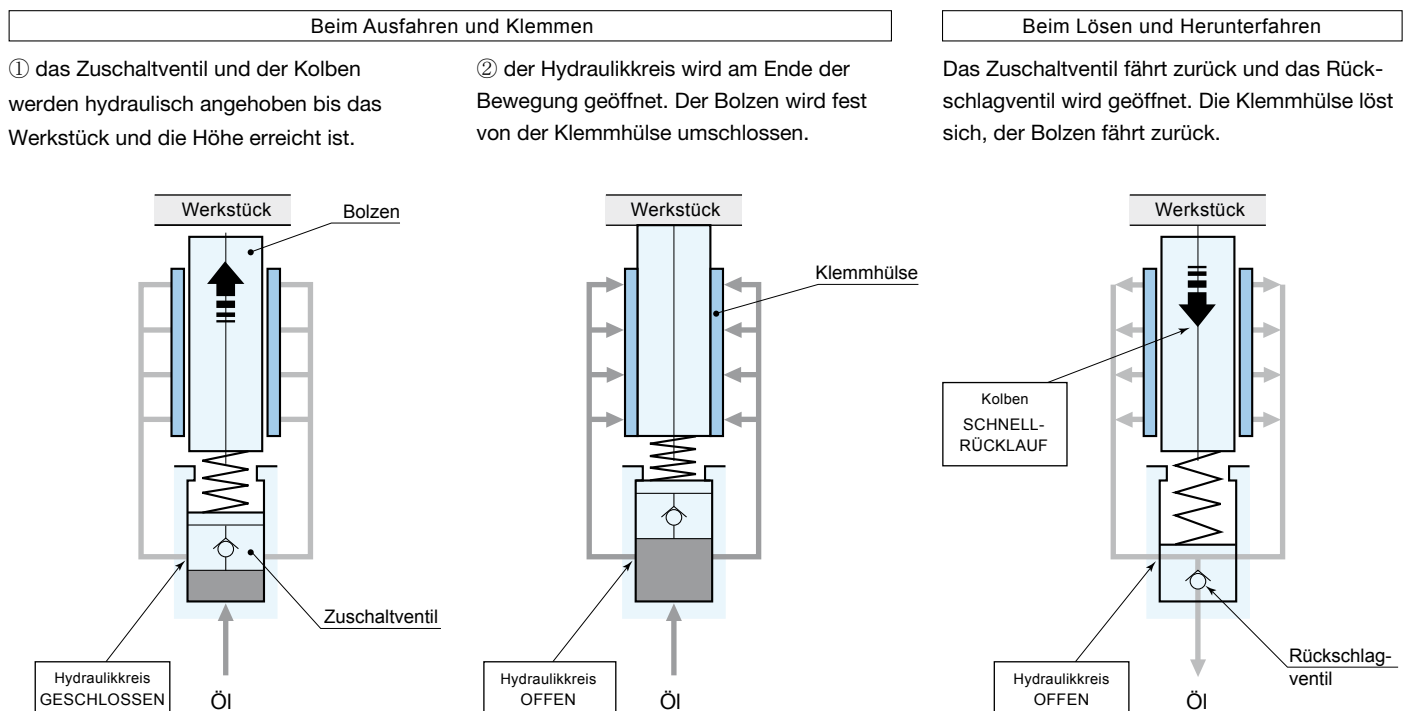 Beim Ausfahren und Klemmen
① das Zuschaltventil und der Kolben
werden hydraulisch angehoben bis das
Werkstück und die Höhe erreicht ist.
② der Hydraulikkreis wird am Ende der
Bewegung geöffnet. Der Bolzen wird fest
von der Klemmhülse umschlossen.
Beim Lösen und Herunterfahren
Das Zuschaltventil fährt zurück und das Rück-
schlagventil wird geöffnet. Die Klemmhülse löst
sich, der Bolzen fährt zurück.
Werkstück
Bolzen
Zuschaltventil
Hydraulikkreis
GESCHLOSSEN
Öl
Werkstück
Klemmhülse
Hydraulikkreis
OFFEN
Öl
Werkstück
Kolben
SCHNELL-
RÜCKLAUF
Rückschlag-
ventil
Hydraulikkreis
OFFEN
Öl